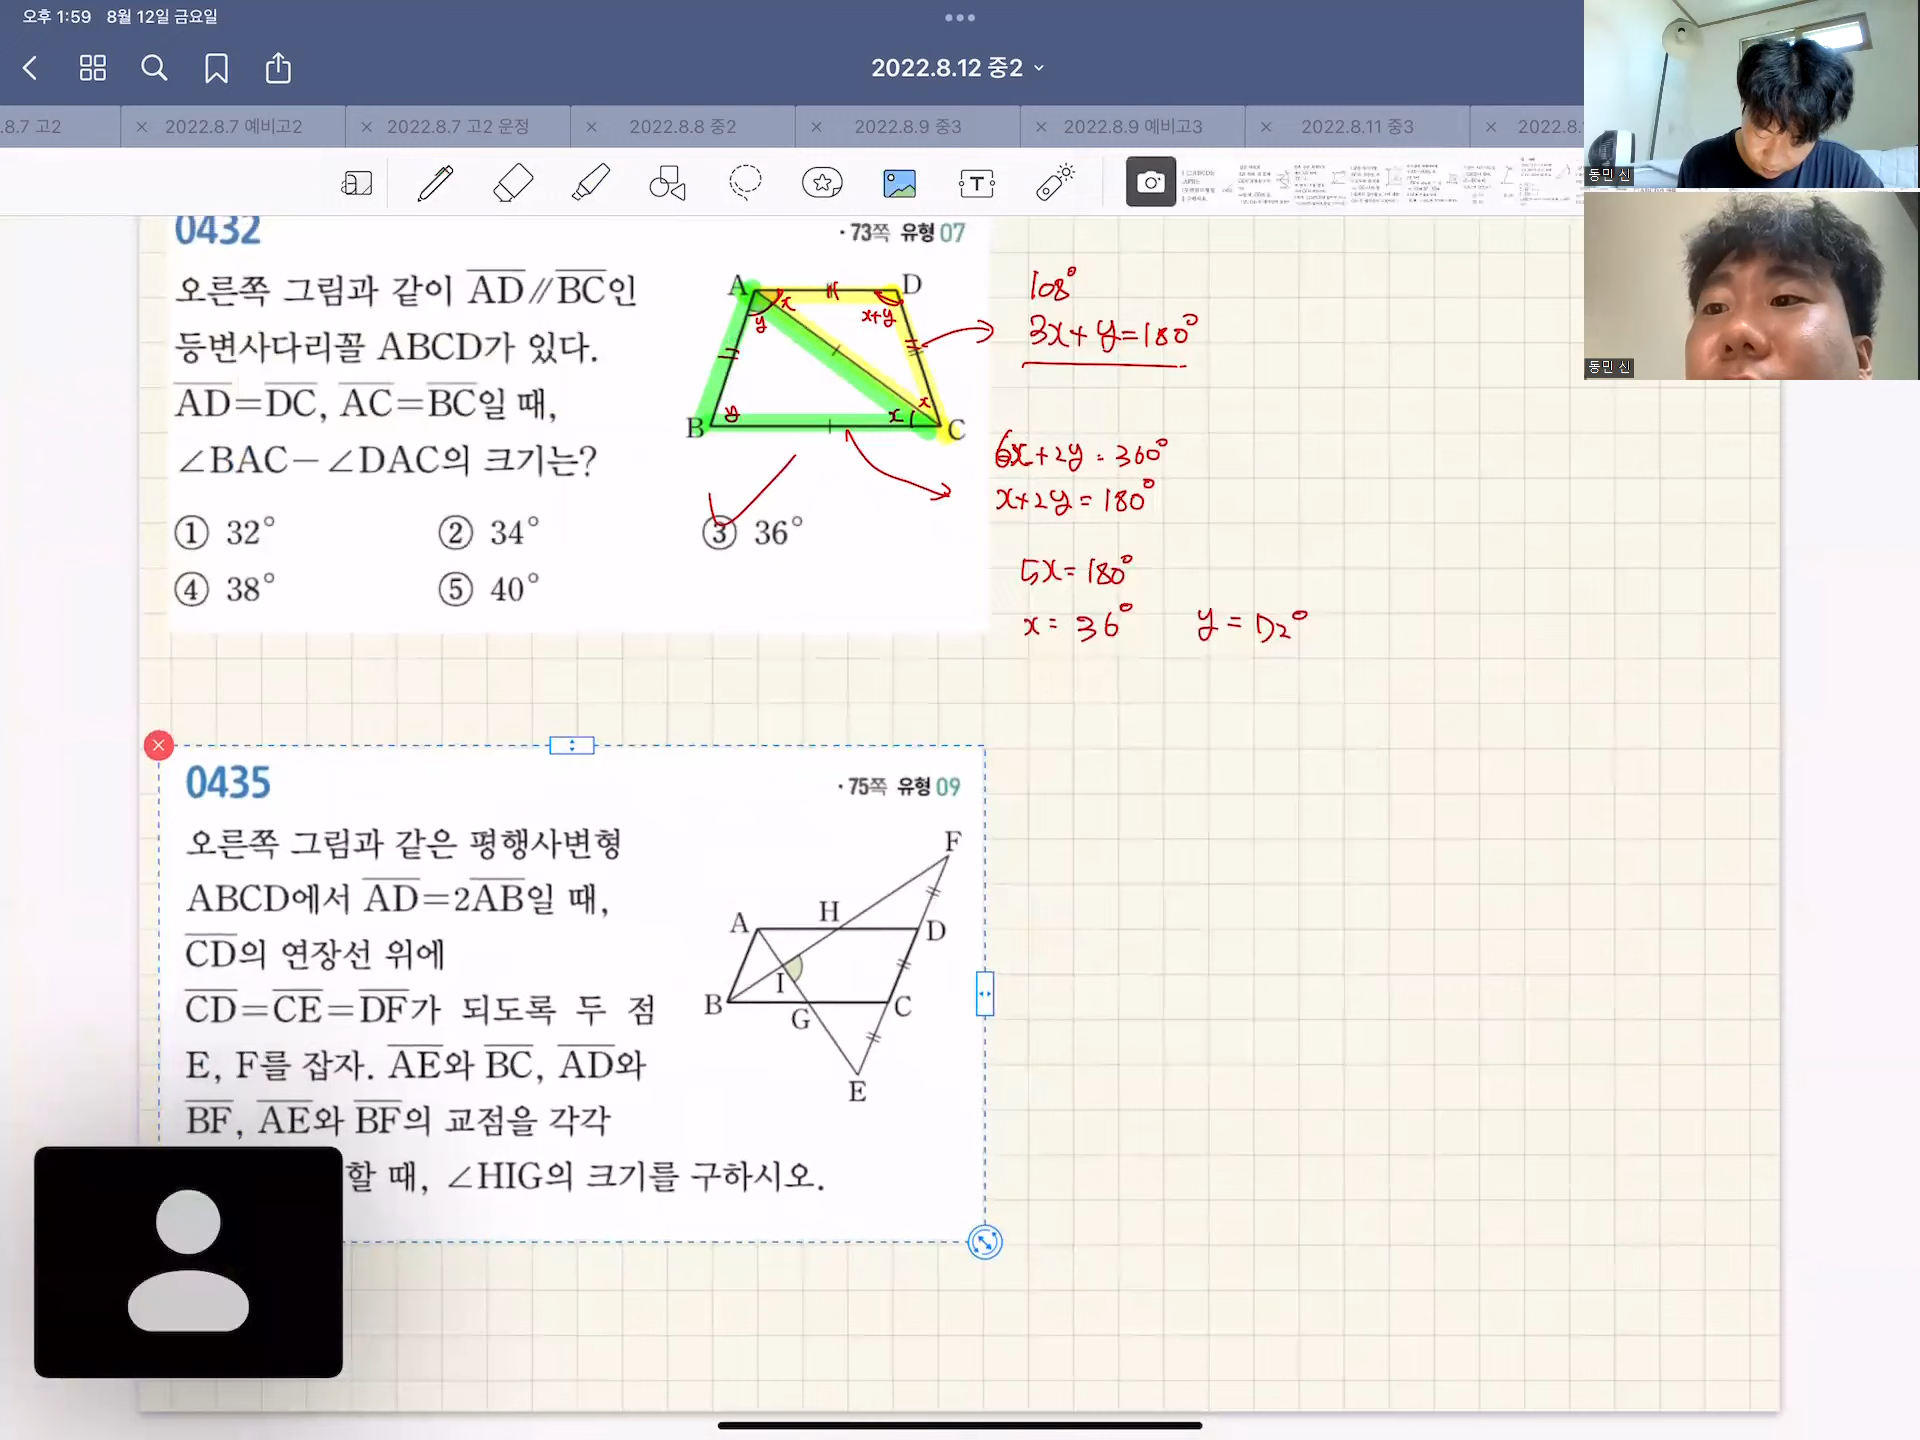 오후 1:59 8월 12일 금요일
2022.8.12 중2
.8.7 고2
2022.8.7 예비고2
2022.8.7 고2 운정
2022.8.8 중2
2022.8.9 중3
2022.8.9 예비고3
2022.8.11 중3
2022.8.
동민 신
동민 신
0432
• 73쪽 유형 07
오른쪽 그림과 같이 AD//BC인
등변사다리꼴 ABCD가 있다.
AD=DC, AC=BC일 때,
∠BAC-∠DAC의 크기는?
① 32° ② 34° ③ 36°
④ 38° ⑤ 40°
A D
x
y
x+y
x
y x
B C
108°
3x+y=180°
6x+2y=360°
x+2y=180°
5x=180°
x=36° y=72°
0435
• 75쪽 유형 09
오른쪽 그림과 같은 평행사변형
ABCD에서 AD=2AB일 때,
CD의 연장선 위에
CD=CE=DF가 되도록 두 점
E, F를 잡자. AE와 BC, AD와
BF, AE와 BF의 교점을 각각
할 때, ∠HIG의 크기를 구하시오.
F
A H D
I
B G C
E